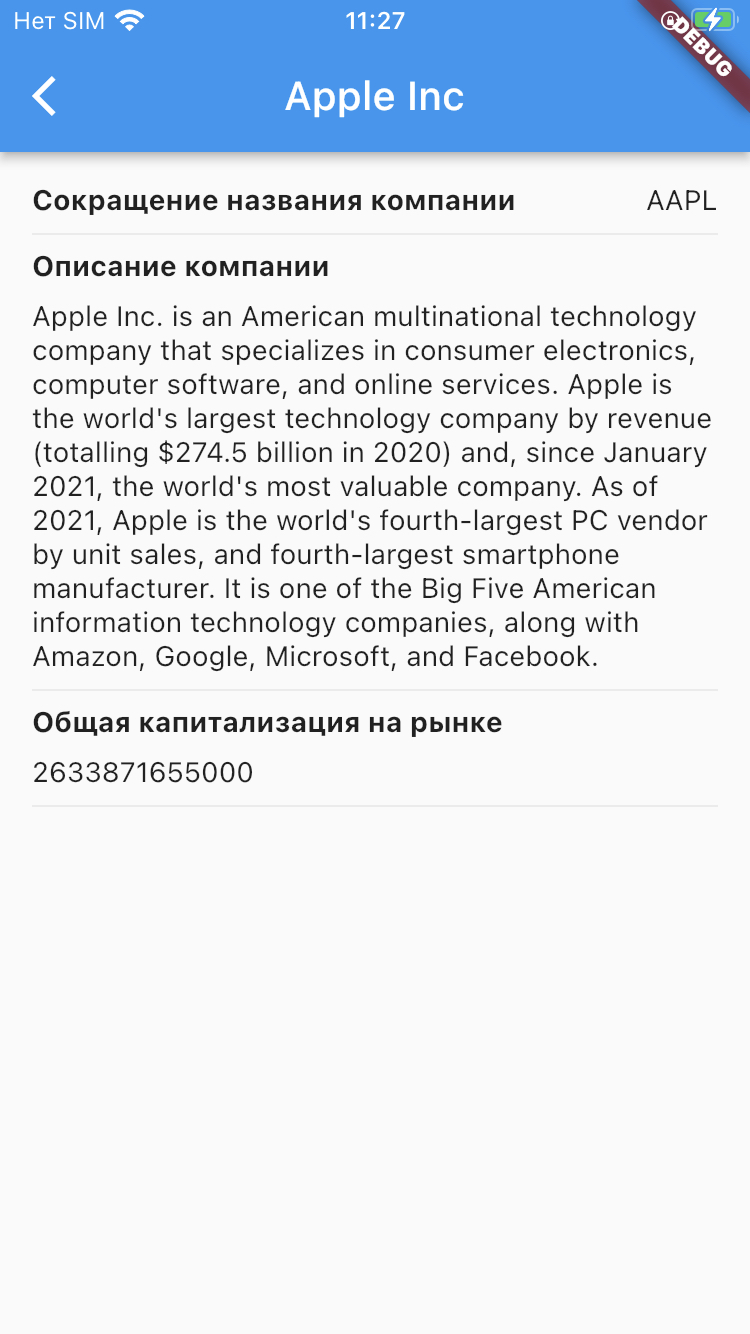 Нет SIM 11:27
DEBUG
Apple Inc
Сокращение названия компании AAPL
Описание компании
Apple Inc. is an American multinational technology
company that specializes in consumer electronics,
computer software, and online services. Apple is
the world's largest technology company by revenue
(totalling $274.5 billion in 2020) and, since January
2021, the world's most valuable company. As of
2021, Apple is the world's fourth-largest PC vendor
by unit sales, and fourth-largest smartphone
manufacturer. It is one of the Big Five American
information technology companies, along with
Amazon, Google, Microsoft, and Facebook.
Общая капитализация на рынке
2633871655000